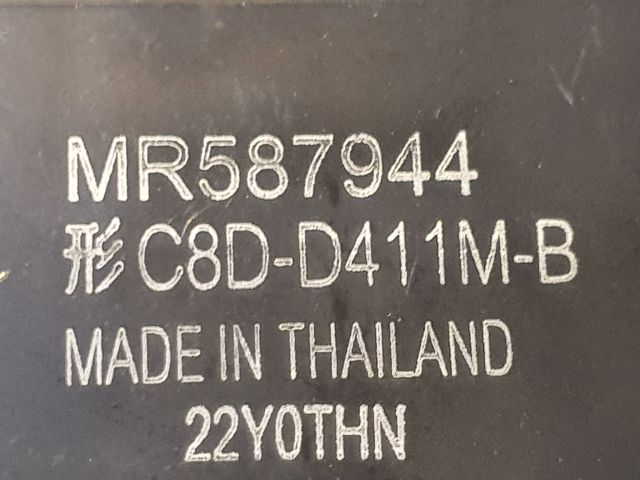 MR587944
形 C8D-D411M-B
MADE IN THAILAND
22Y0THN